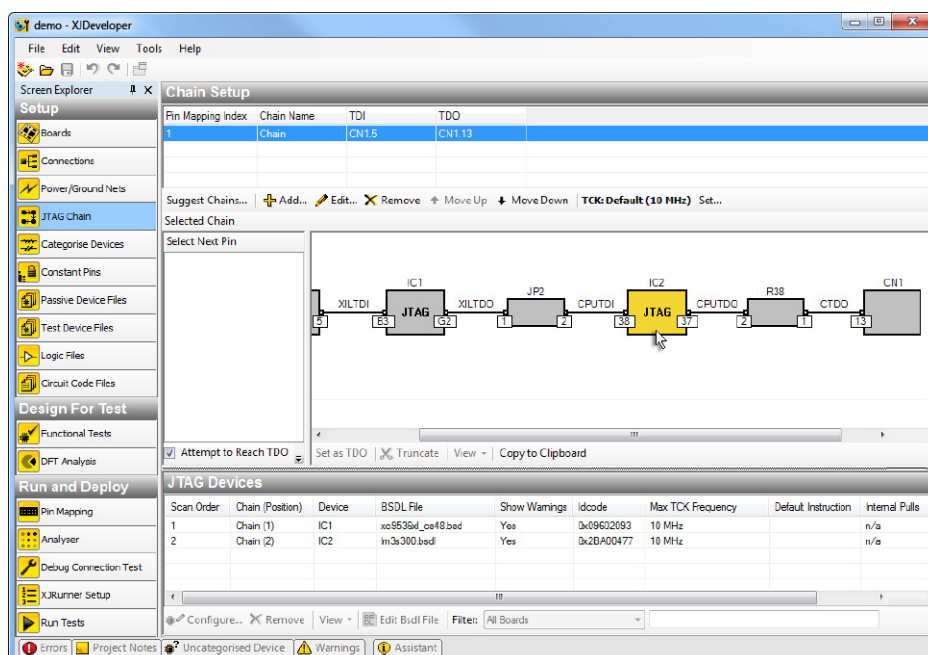 demo - XJDeveloper
File Edit View Tools Help
Screen Explorer
Setup
Boards
Connections
Power/Ground Nets
JTAG Chain
Categorise Devices
Constant Pins
Passive Device Files
Test Device Files
Logic Files
Circuit Code Files
Design For Test
Functional Tests
DFT Analysis
Run and Deploy
Pin Mapping
Analyser
Debug Connection Test
XJRunner Setup
Run Tests
Chain Setup
Pin Mapping Index Chain Name TDI TDO
1 Chain CN1.5 CN1.13
Suggest Chains... Add... Edit... Remove Move Up Move Down TCK: Default (10 MHz) Set...
Selected Chain
Select Next Pin
IC1 JP2 IC2 R38 CN1
XILTDI XILTDO CPUTDI CPUTDO CTDO
JTAG JTAG
5 E3 G2 1 2 38 37 2 1 13
Attempt to Reach TDO Set as TDO Truncate View Copy to Clipboard
JTAG Devices
Scan Order Chain (Position) Device BSDL File Show Warnings Idcode Max TCK Frequency Default Instruction Internal Pulls
1 Chain (1) IC1 Yes 0x09602093 10 MHz n/a
2 Chain (2) IC2 lm3s300.bsdl Yes 0x2BA00477 10 MHz n/a
Configure... Remove View Edit Bsdl File Filter: All Boards
Errors Project Notes Uncategorised Device Warnings Assistant